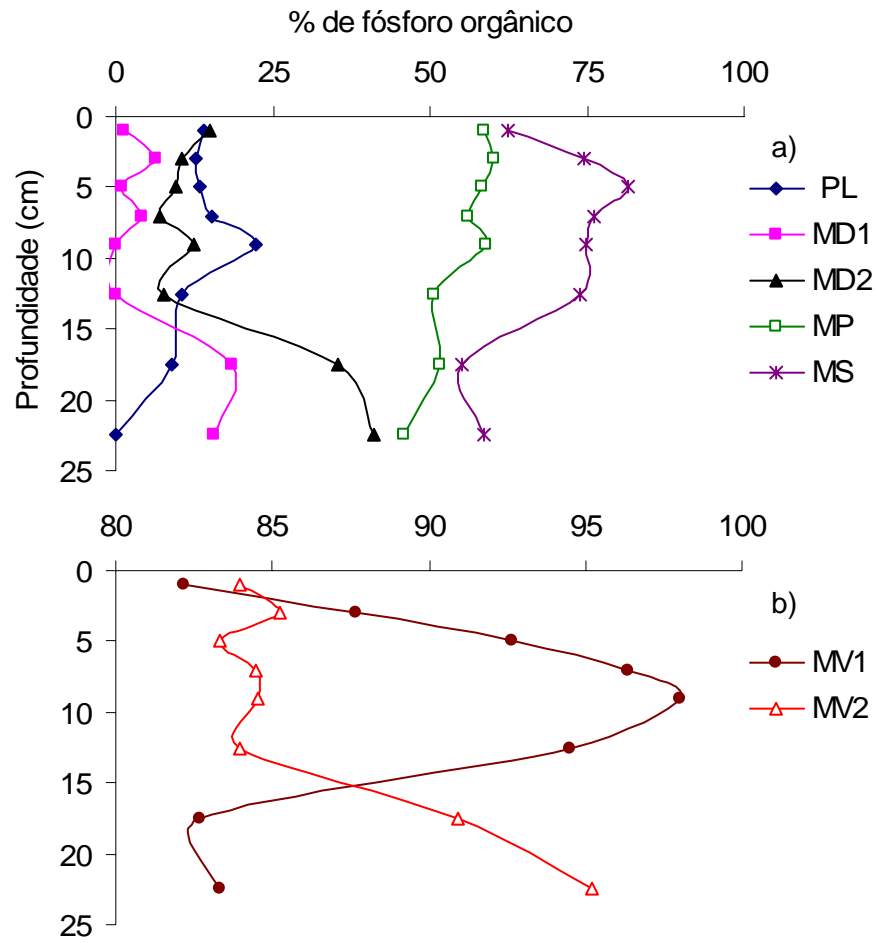 % de fósforo orgânico
0 25 50 75 100
0
5
10
15
20
25
Profundidade (cm)
a)
PL
MD1
MD2
MP
MS
80 85 90 95 100
0
5
10
15
20
25
b)
MV1
MV2